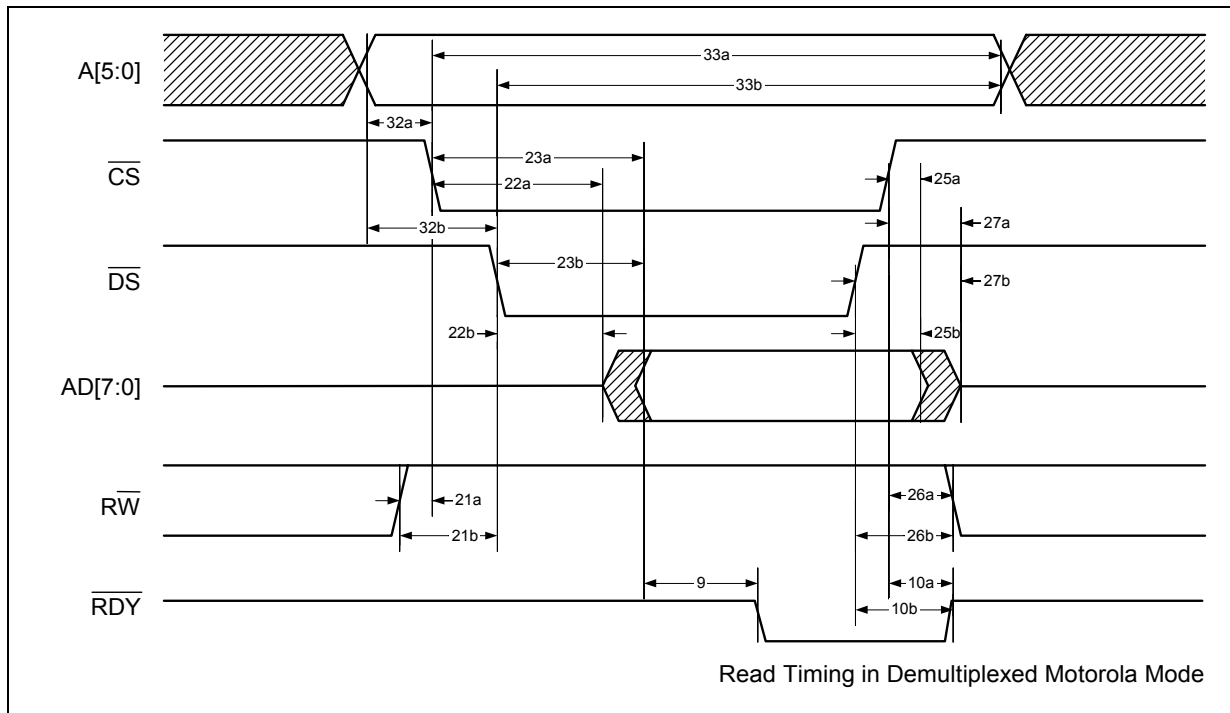 A[5:0]
33a
33b
32a
CS
23a
22a
25a
32b
27a
DS
23b
27b
22b
25b
AD[7:0]
RW
21a
26a
21b
26b
RDY
9
10a
10b
Read Timing in Demultiplexed Motorola Mode